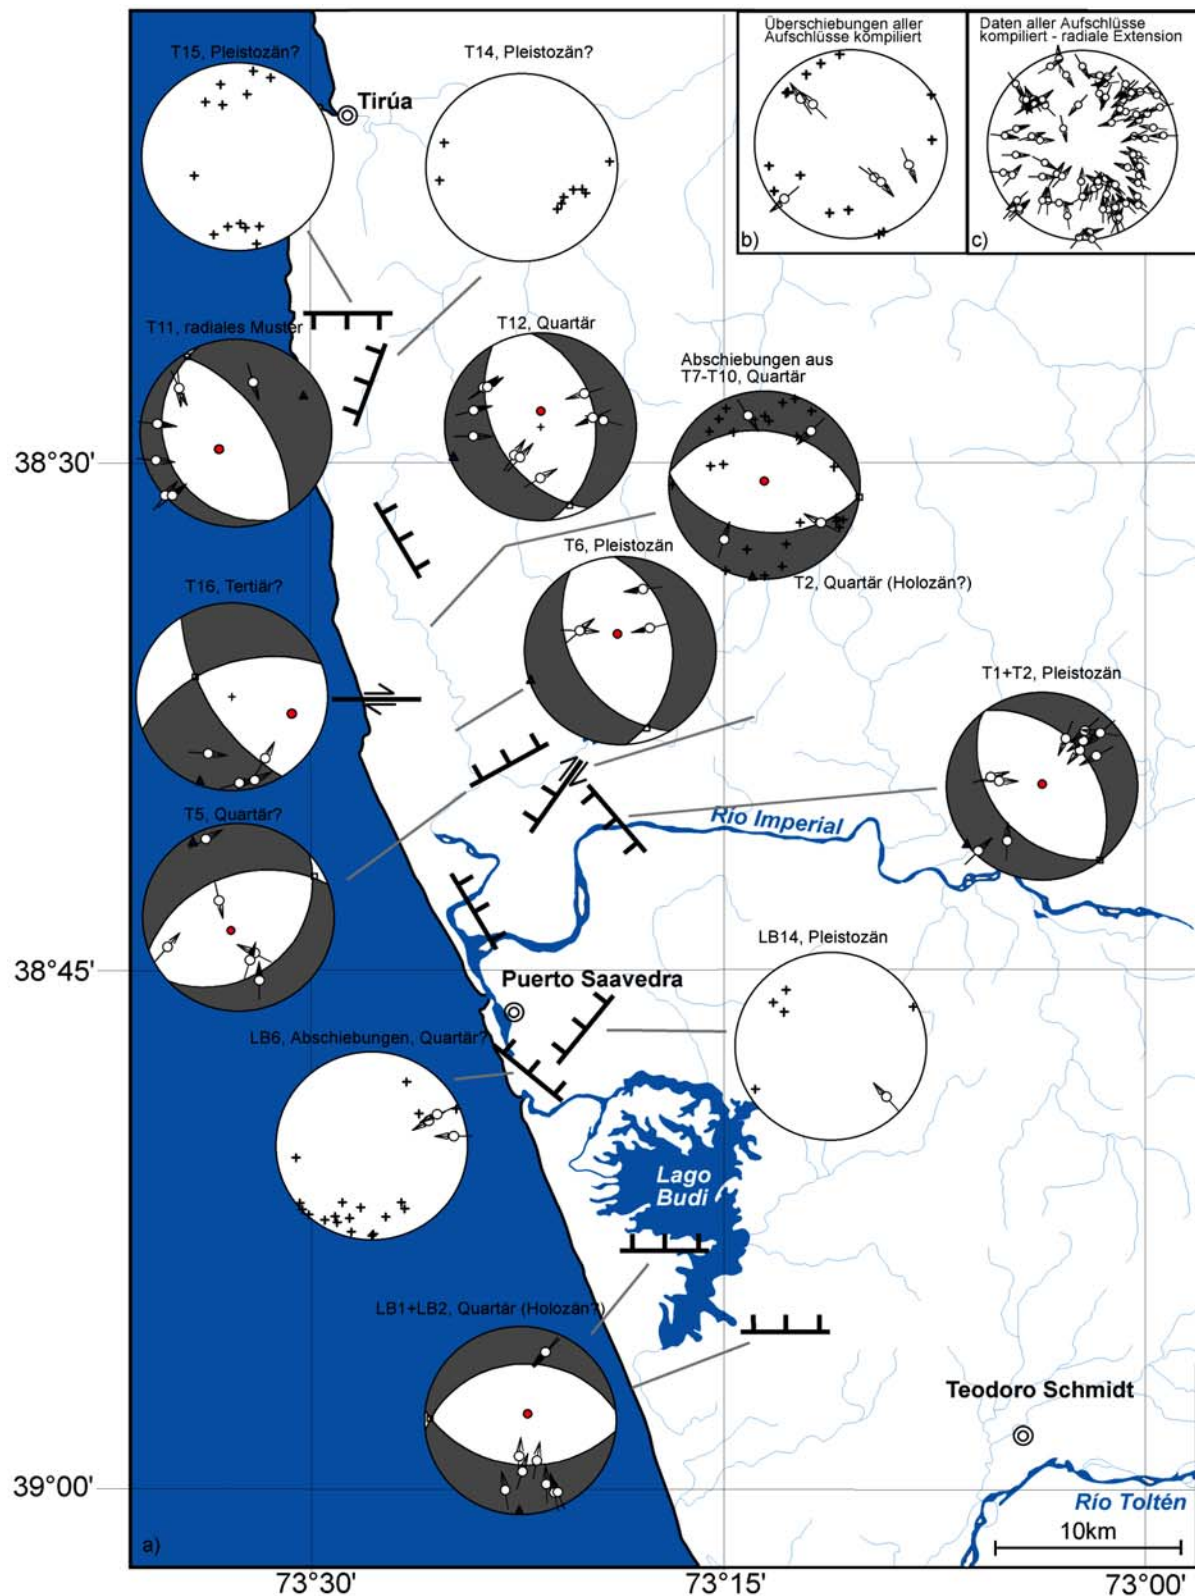 T15, Pleistozän?
T14, Pleistozän?
Tirúa
Überschiebungen aller
Aufschlüsse kompiliert
b)
Daten aller Aufschlüsse
kompiliert - radiale Extension
c)
T11, radiales Muster
T12, Quartär
Abschiebungen aus
T7-T10, Quartär
38°30'
T6, Pleistozän
T2, Quartär (Holozän?)
T16, Tertiär?
T1+T2, Pleistozän
T5, Quartär?
Río Imperial
LB14, Pleistozän
38°45'
Puerto Saavedra
LB6, Abschiebungen, Quartär?
Lago
Budi
LB1+LB2, Quartär (Holozän?)
Teodoro Schmidt
39°00'
Río Toltén
10km
a)
73°30'
73°15'
73°00'